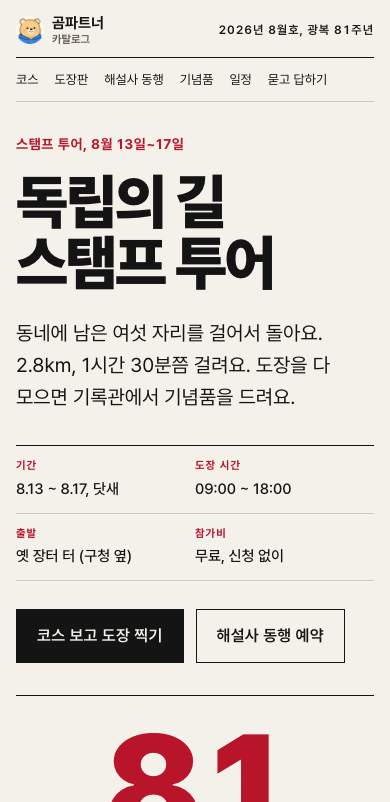 곰파트너
카탈로그
2026년 8월호, 광복 81주년
코스 도장판 해설사 동행 기념품 일정 묻고 답하기
스탬프 투어, 8월 13일~17일
독립의 길
스탬프 투어
동네에 남은 여섯 자리를 걸어서 돌아요.
2.8km, 1시간 30분쯤 걸려요. 도장을 다
모으면 기록관에서 기념품을 드려요.
기간
8.13 ~ 8.17, 닷새
도장 시간
09:00 ~ 18:00
출발
옛 장터 터 (구청 옆)
참가비
무료, 신청 없이
코스 보고 도장 찍기
해설사 동행 예약
81